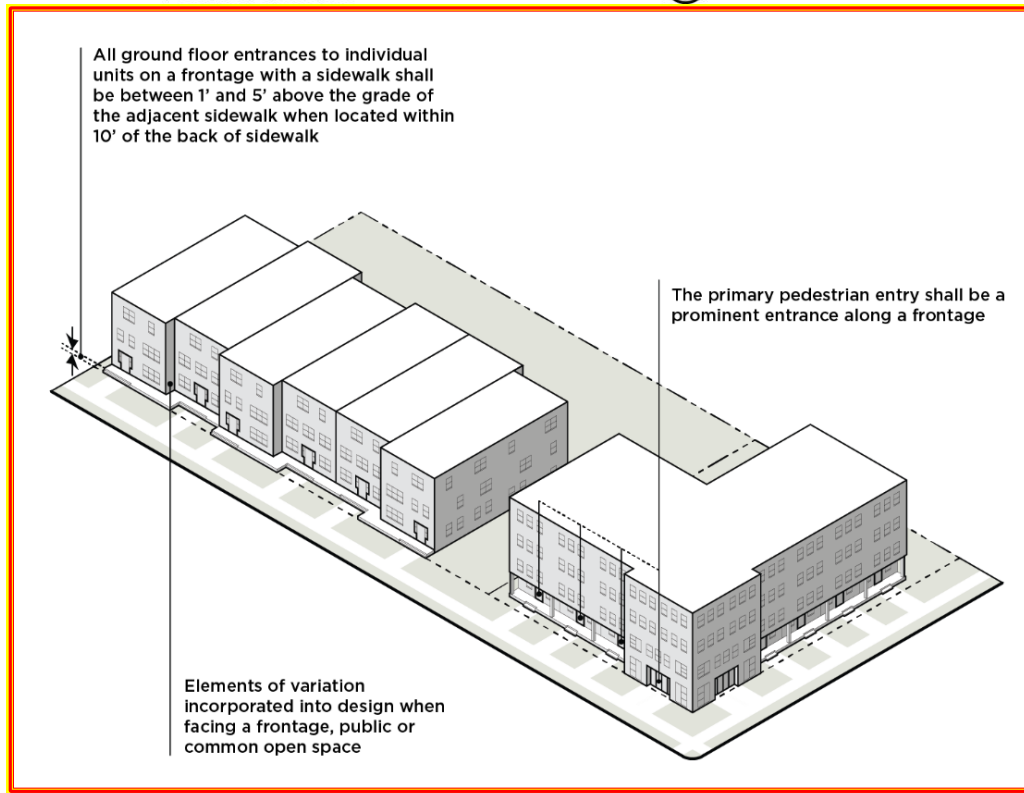 All ground floor entrances to individual
units on a frontage with a sidewalk shall
be between 1’ and 5’ above the grade of
the adjacent sidewalk when located within
10’ of the back of sidewalk
The primary pedestrian entry shall be a
prominent entrance along a frontage
Elements of variation
incorporated into design when
facing a frontage, public or
common open space